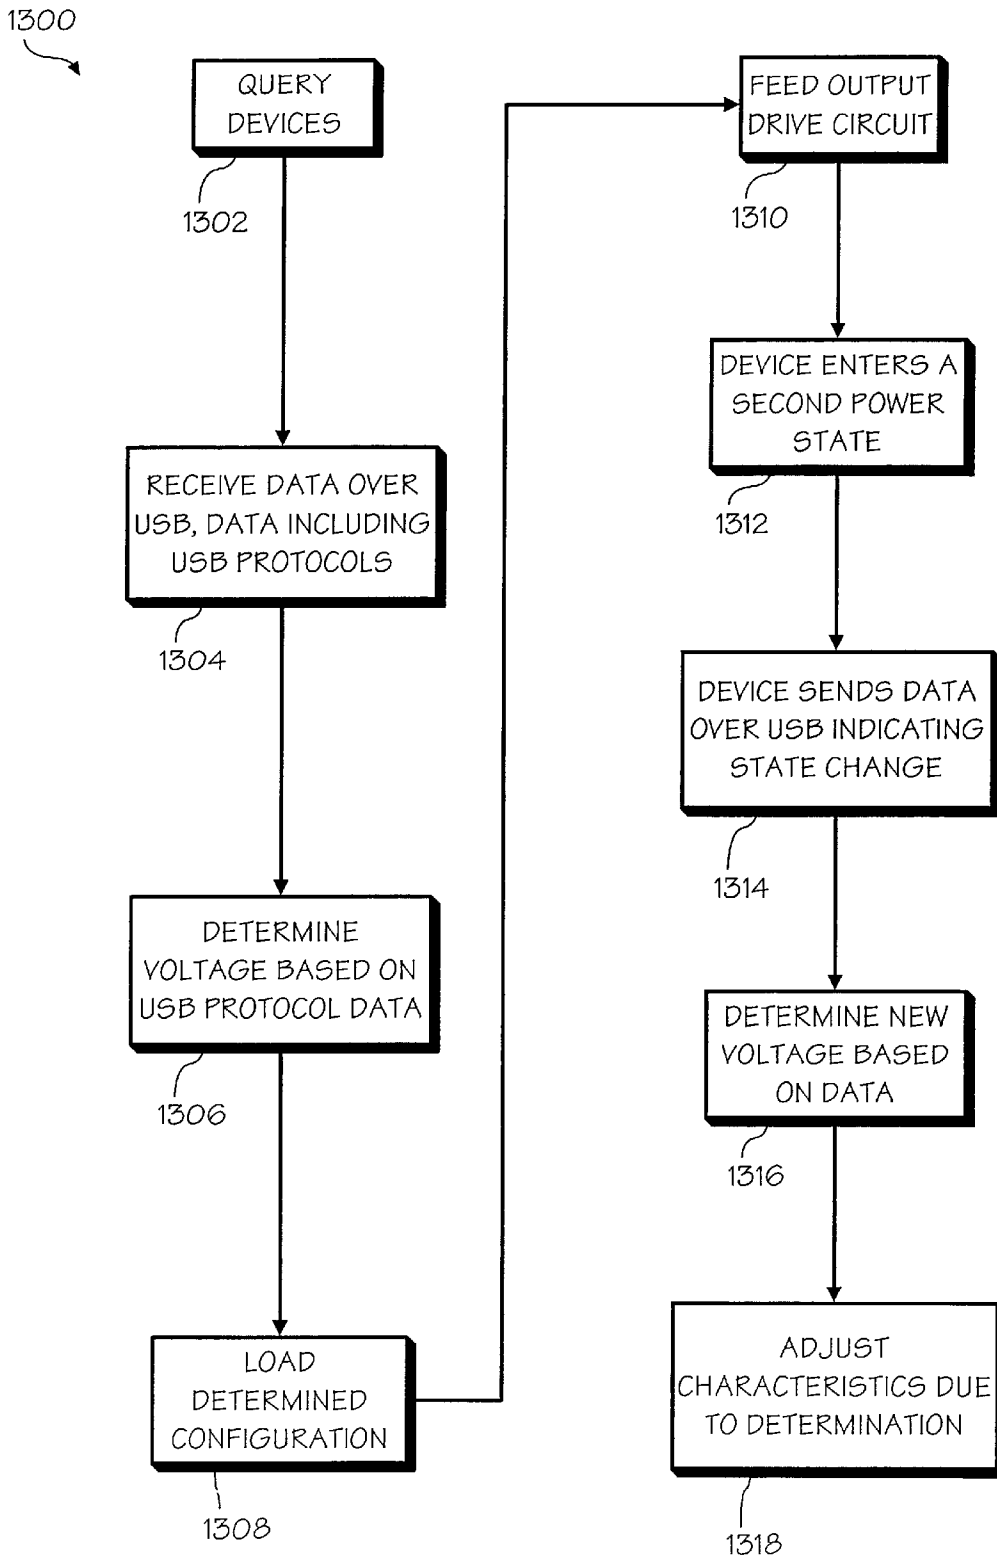 1300
QUERY
DEVICES
1302
RECEIVE DATA OVER
USB, DATA INCLUDING
USB PROTOCOLS
1304
DETERMINE
VOLTAGE BASED ON
USB PROTOCOL DATA
1306
LOAD
DETERMINED
CONFIGURATION
1308
FEED OUTPUT
DRIVE CIRCUIT
1310
DEVICE ENTERS A
SECOND POWER
STATE
1312
DEVICE SENDS DATA
OVER USB INDICATING
STATE CHANGE
1314
DETERMINE NEW
VOLTAGE BASED
ON DATA
1316
ADJUST
CHARACTERISTICS DUE
TO DETERMINATION
1318